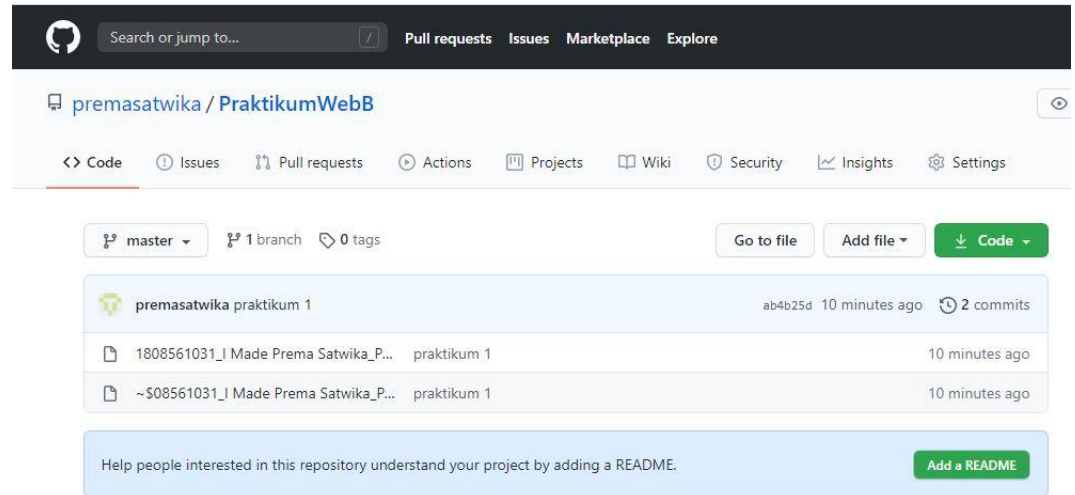 Search or jump to... / Pull requests Issues Marketplace Explore
premasatwika / PraktikumWebB
<> Code Issues Pull requests Actions Projects Wiki Security Insights Settings
master 1 branch 0 tags Go to file Add file Code
premasatwika praktikum 1 ab4b25d 10 minutes ago 2 commits
1808561031_I Made Prema Satwika_P... praktikum 1 10 minutes ago
~$08561031_I Made Prema Satwika_P... praktikum 1 10 minutes ago
Help people interested in this repository understand your project by adding a README. Add a README